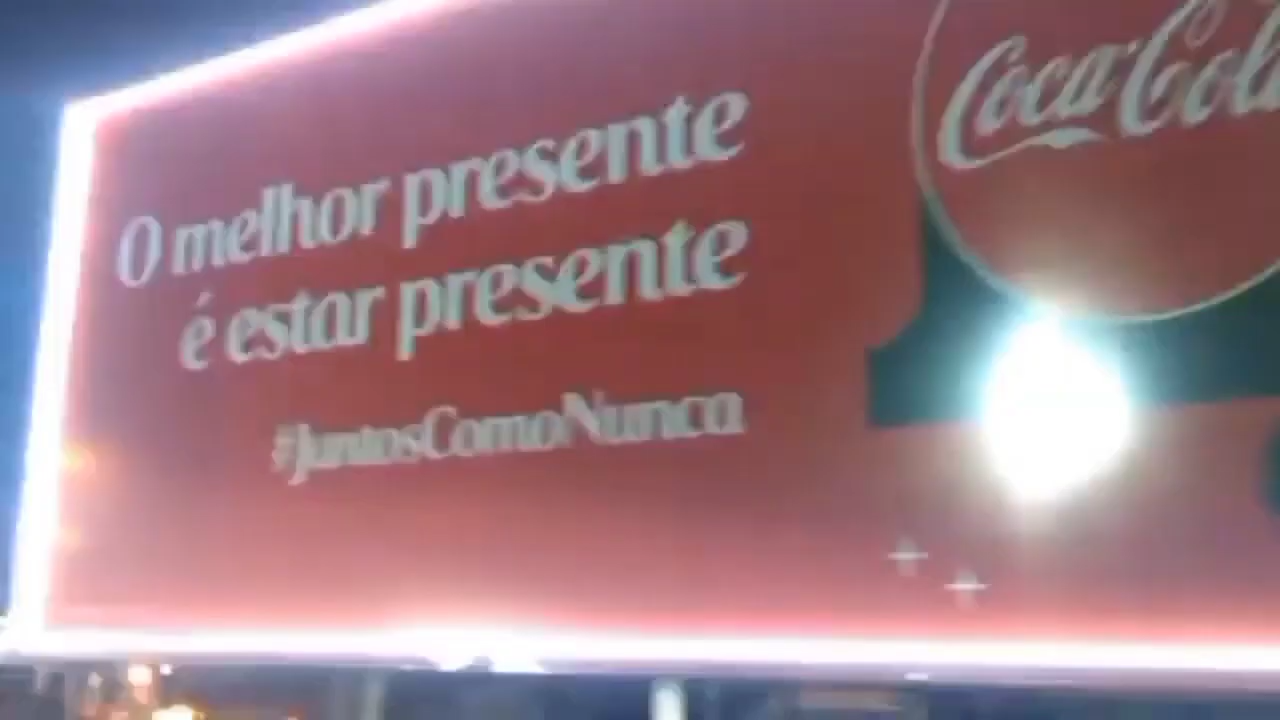 O melhor presente
é estar presente
#JuntosComoNunca
Coca-Cola